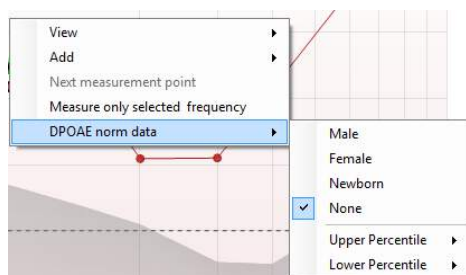 View
Add
Next measurement point
Measure only selected frequency
DPOAE norm data
Male
Female
Newborn
None
Upper Percentile
Lower Percentile